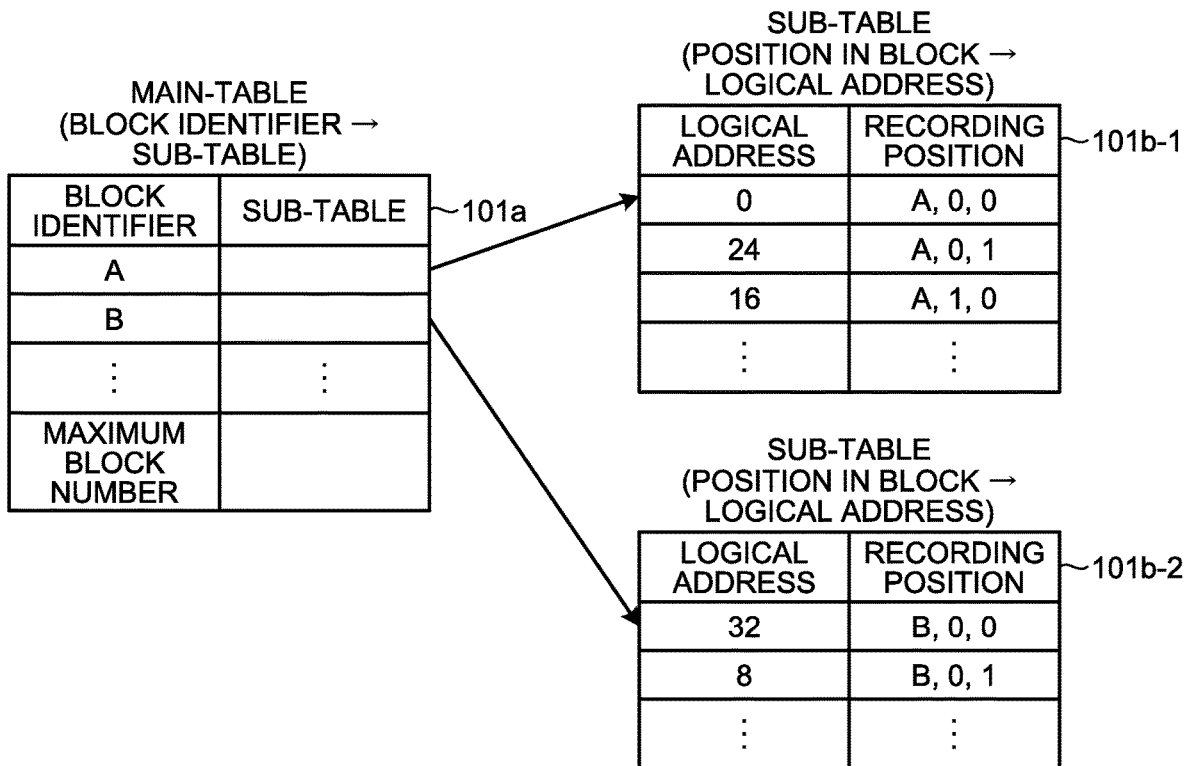 MAIN-TABLE
(BLOCK IDENTIFIER →
SUB-TABLE)
BLOCK IDENTIFIER SUB-TABLE
101a
A
B
⋮ ⋮
MAXIMUM BLOCK NUMBER
SUB-TABLE
(POSITION IN BLOCK →
LOGICAL ADDRESS)
LOGICAL ADDRESS RECORDING POSITION
101b-1
0 A, 0, 0
24 A, 0, 1
16 A, 1, 0
⋮ ⋮
SUB-TABLE
(POSITION IN BLOCK →
LOGICAL ADDRESS)
LOGICAL ADDRESS RECORDING POSITION
101b-2
32 B, 0, 0
8 B, 0, 1
⋮ ⋮